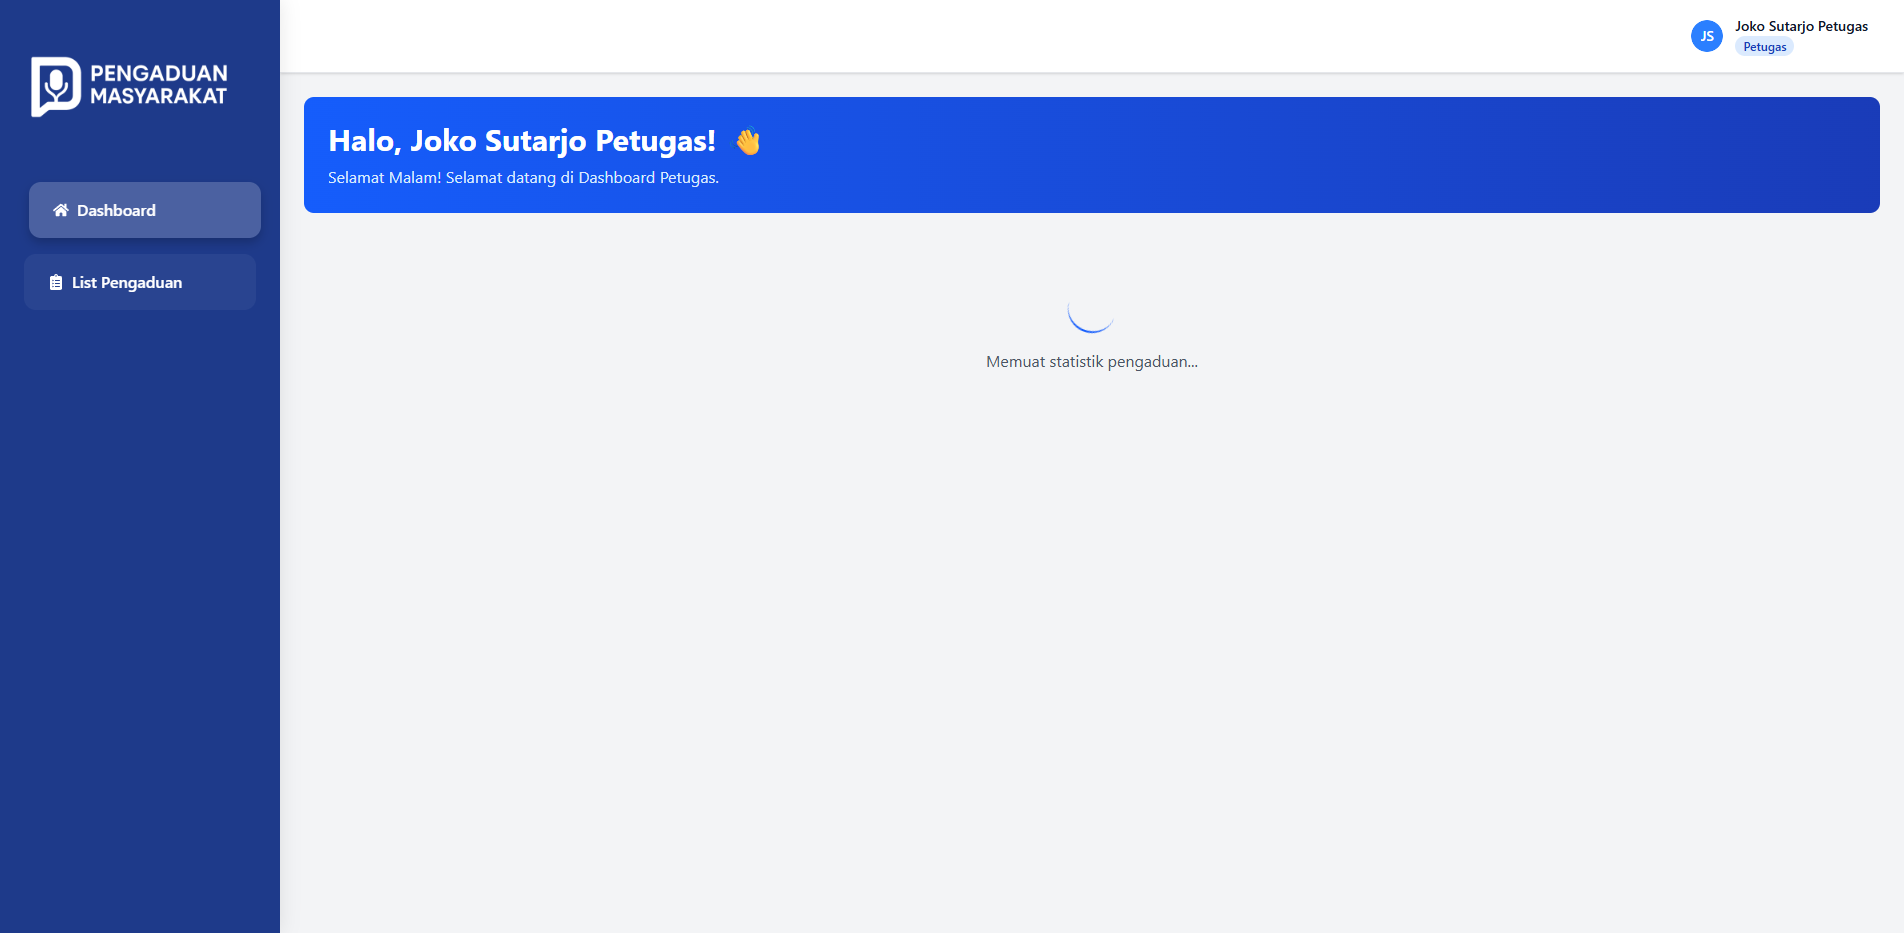 PENGADUAN
MASYARAKAT
Dashboard
List Pengaduan
JS
Joko Sutarjo Petugas
Petugas
Halo, Joko Sutarjo Petugas! 👋
Selamat Malam! Selamat datang di Dashboard Petugas.
Memuat statistik pengaduan...